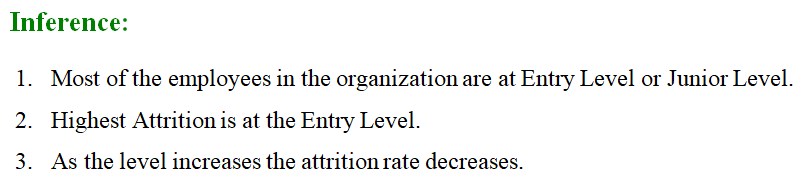 Inference:
1. Most of the employees in the organization are at Entry Level or Junior Level.
2. Highest Attrition is at the Entry Level.
3. As the level increases the attrition rate decreases.